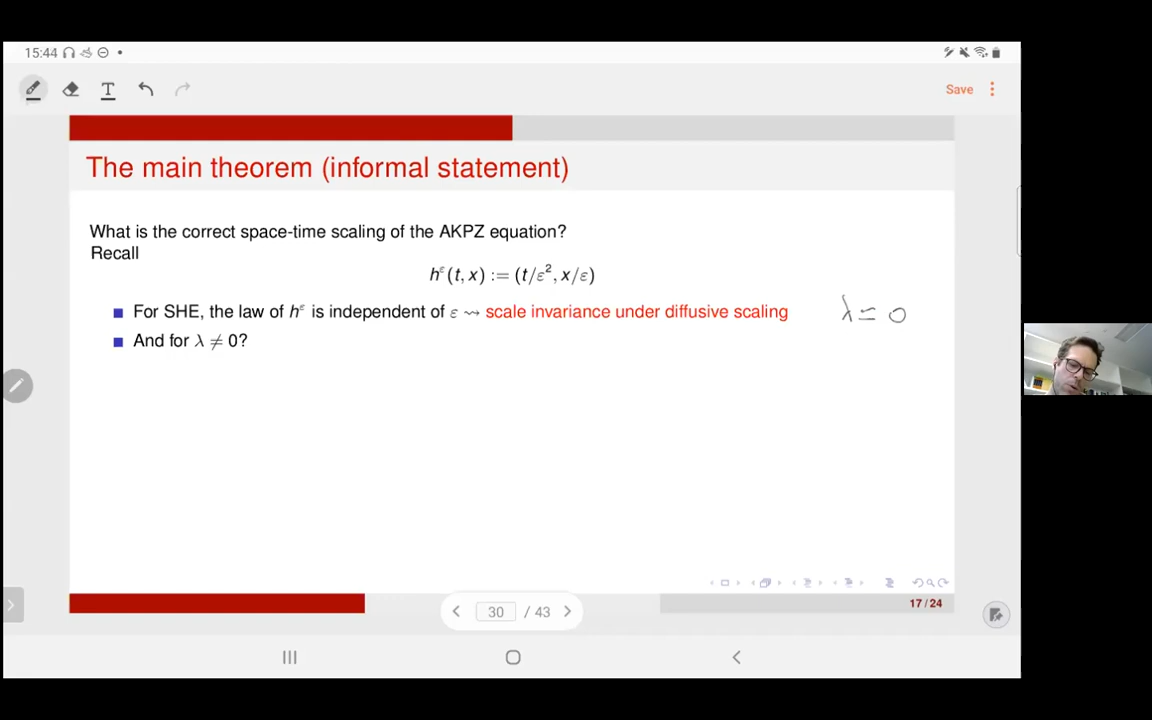 15:44
Save
The main theorem (informal statement)
What is the correct space-time scaling of the AKPZ equation?
Recall
h^ε(t, x) := (t/ε², x/ε)
For SHE, the law of h^ε is independent of ε ⇝ scale invariance under diffusive scaling
λ = 0
And for λ ≠ 0?
17/24
30 / 43